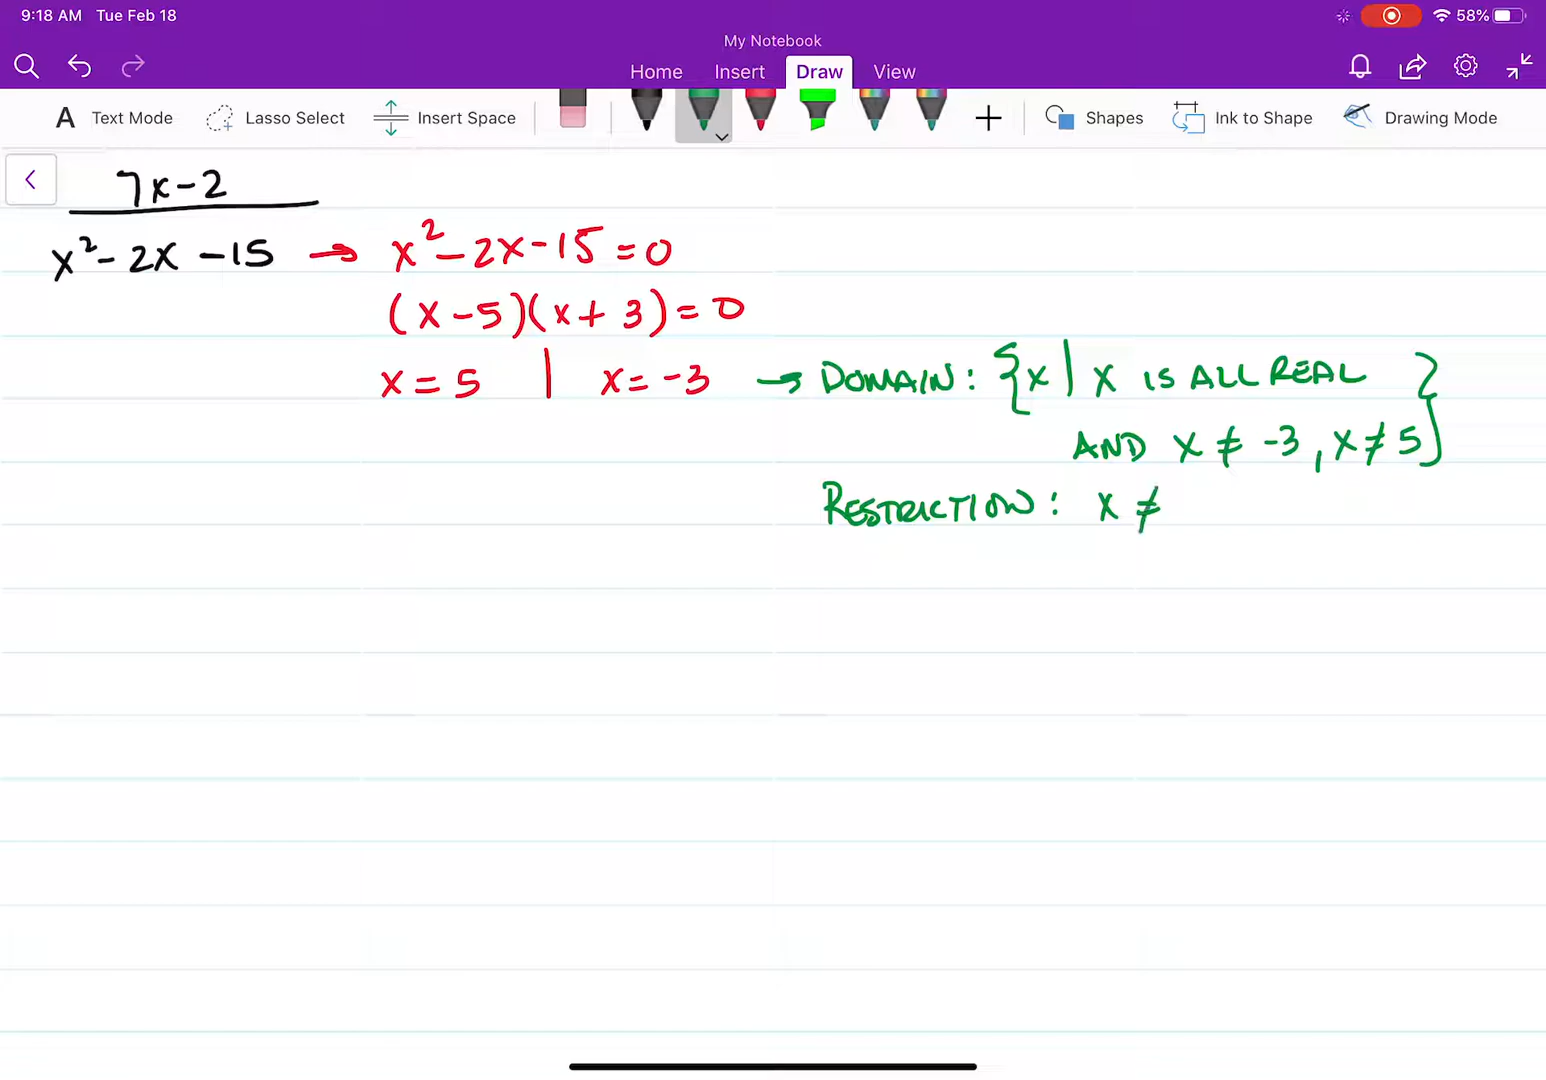 9:18 AM Tue Feb 18
58%
My Notebook
Home Insert Draw View
A Text Mode Lasso Select Insert Space Shapes Ink to Shape Drawing Mode
7x-2
x²-2x-15 → x²-2x-15=0
(x-5)(x+3)=0
x=5 | x=-3 → DOMAIN: {x| x IS ALL REAL
AND x ≠ -3, x ≠ 5}
RESTRICTION: x ≠